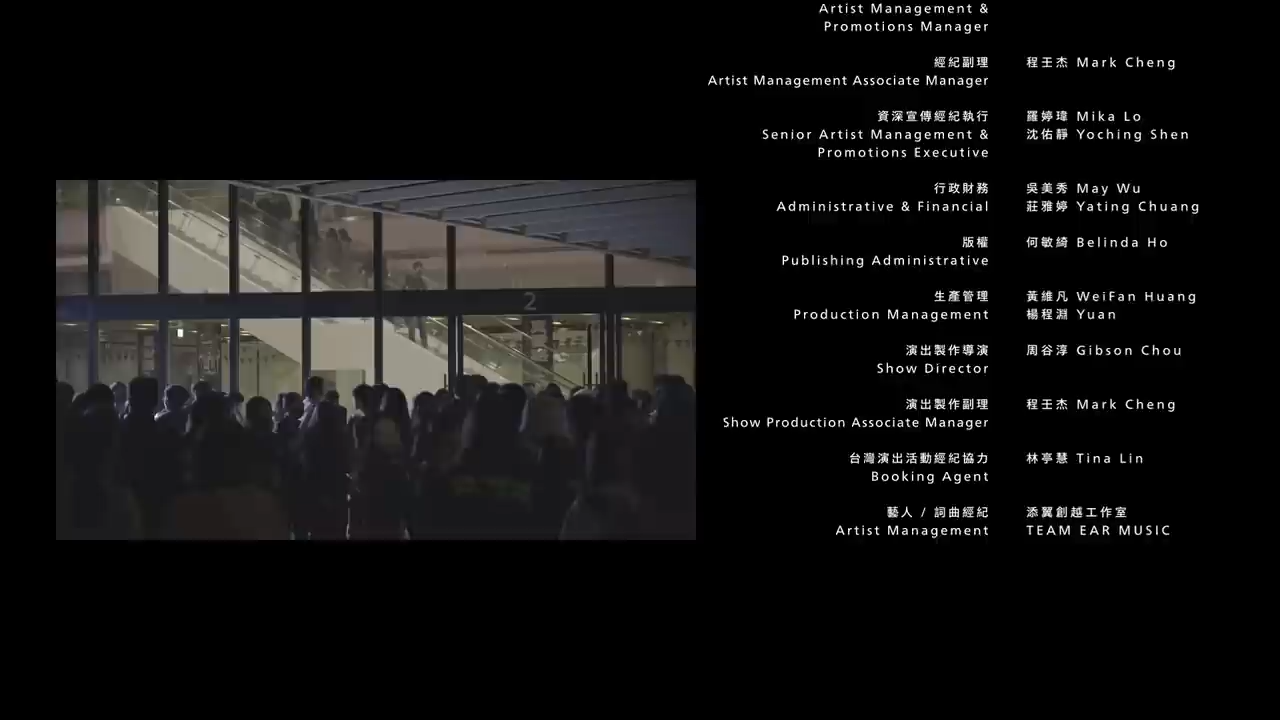 Artist Management &
Promotions Manager
經紀副理 程王杰 Mark Cheng
Artist Management Associate Manager
資深宣傳經紀執行 羅婷瑋 Mika Lo
Senior Artist Management & 沈佑靜 Yoching Shen
Promotions Executive
行政財務 吳美秀 May Wu
Administrative & Financial 莊雅婷 Yating Chuang
版權 何敏綺 Belinda Ho
Publishing Administrative
生產管理 黃維凡 WeiFan Huang
Production Management 楊程淵 Yuan
演出製作導演 周谷淳 Gibson Chou
Show Director
演出製作副理 程王杰 Mark Cheng
Show Production Associate Manager
台灣演出活動經紀協力 林亭慧 Tina Lin
Booking Agent
藝人 / 詞曲經紀 添翼創越工作室
Artist Management TEAM EAR MUSIC
2